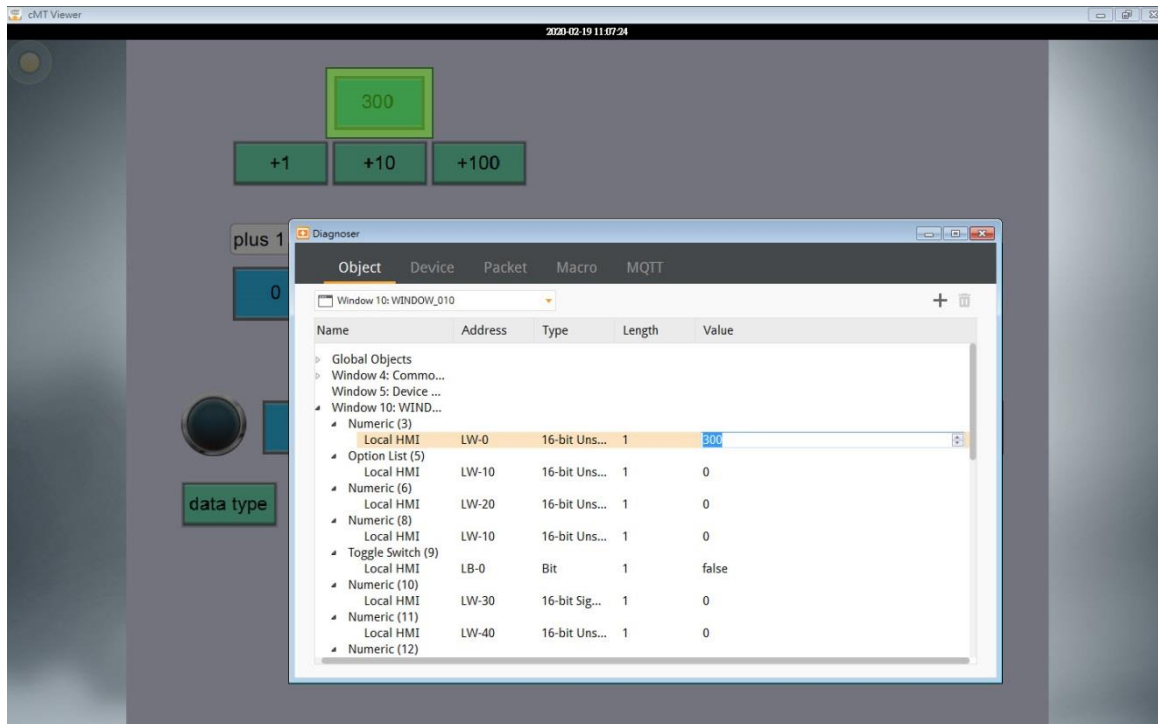 cMT Viewer
2020-02-19 11:07:24
300
+1 +10 +100
plus 1
0
data type
Diagnoser
Object Device Packet Macro MQTT
Window 10: WINDOW_010
Name Address Type Length Value
Global Objects
Window 4: Commo...
Window 5: Device ...
Window 10: WIND...
Numeric (3)
Local HMI LW-0 16-bit Uns... 1 300
Option List (5)
Local HMI LW-10 16-bit Uns... 1 0
Numeric (6)
Local HMI LW-20 16-bit Uns... 1 0
Numeric (8)
Local HMI LW-10 16-bit Uns... 1 0
Toggle Switch (9)
Local HMI LB-0 Bit 1 false
Numeric (10)
Local HMI LW-30 16-bit Sig... 1 0
Numeric (11)
Local HMI LW-40 16-bit Uns... 1 0
Numeric (12)